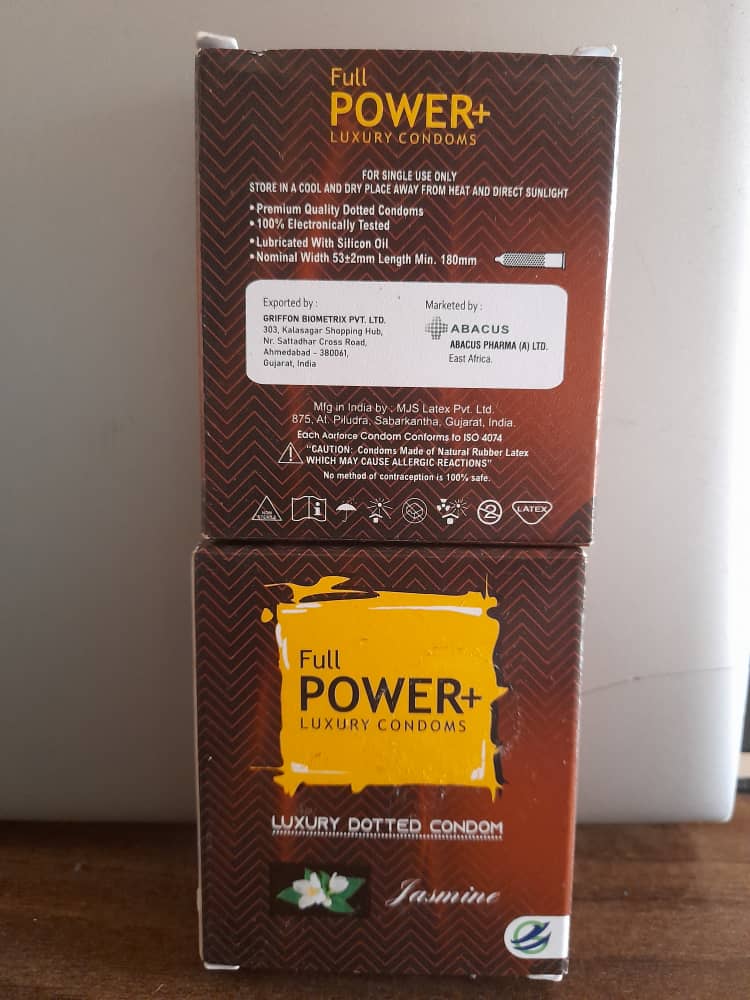 Full
POWER+
LUXURY CONDOMS
FOR SINGLE USE ONLY
STORE IN A COOL AND DRY PLACE AWAY FROM HEAT AND DIRECT SUNLIGHT
• Premium Quality Dotted Condoms
• 100% Electronically Tested
• Lubricated With Silicon Oil
• Nominal Width 53±2mm Length Min. 180mm
Exported by :
GRIFFON BIOMETRIX PVT. LTD.
303, Kalasagar Shopping Hub,
Nr. Sattadhar Cross Road,
Ahmedabad - 380061,
Gujarat, India
Marketed by :
ABACUS
ABACUS PHARMA (A) LTD.
East Africa.
Mfg in India by : MJS Latex Pvt. Ltd.
875, At. Piludra, Sabarkantha, Gujarat, India.
Each Aarforce Condom Conforms to ISO 4074
"CAUTION: Condoms Made of Natural Rubber Latex
WHICH MAY CAUSE ALLERGIC REACTIONS"
No method of contraception is 100% safe.
NON STERILE
i
2
LATEX
Full
POWER+
LUXURY CONDOMS
LUXURY DOTTED CONDOM
Jasmine